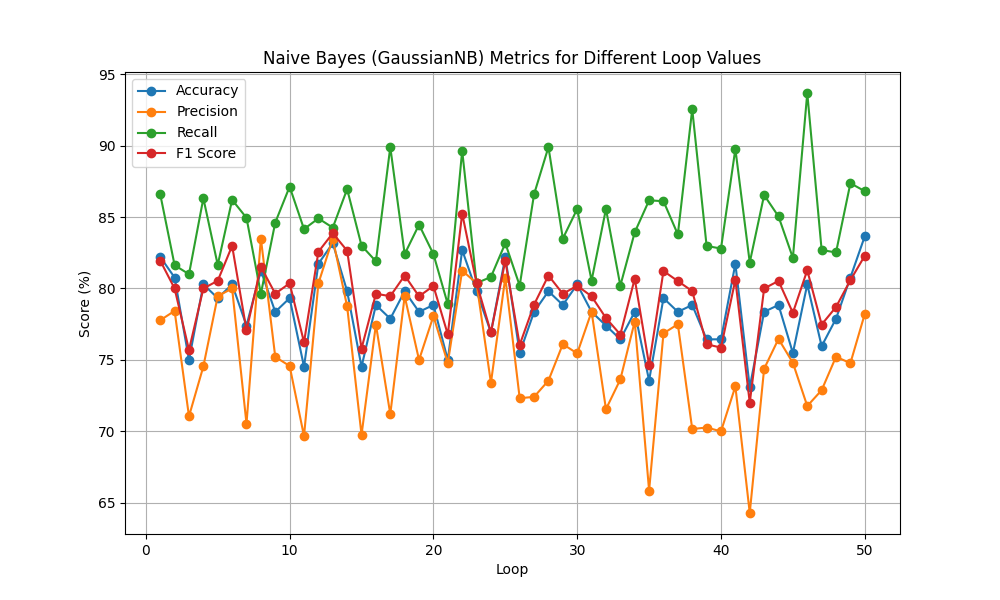 Naive Bayes (GaussianNB) Metrics for Different Loop Values
Accuracy
Precision
Recall
F1 Score
Score (%)
95
90
85
80
75
70
65
0 10 20 30 40 50
Loop